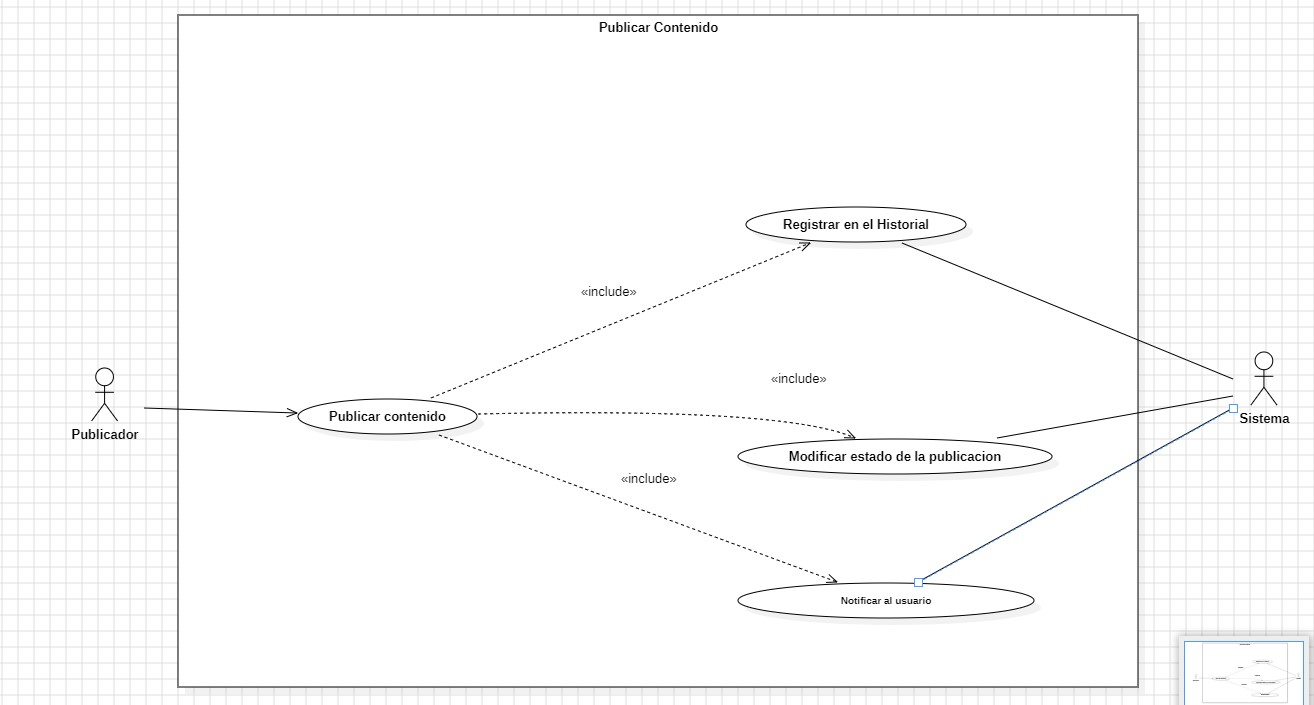 Publicar Contenido
Registrar en el Historial
«include»
«include»
Publicar contenido
Publicador
Sistema
Modificar estado de la publicacion
«include»
Notificar al usuario